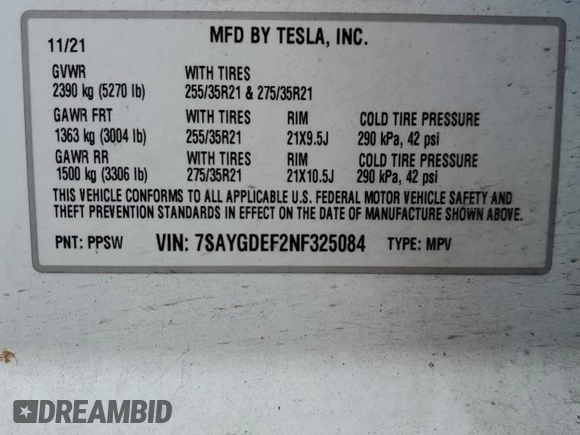 MFD BY TESLA, INC.
11/21
GVWR WITH TIRES
2390 kg (5270 lb) 255/35R21 & 275/35R21
GAWR FRT WITH TIRES RIM COLD TIRE PRESSURE
1363 kg (3004 lb) 255/35R21 21X9.5J 290 kPa, 42 psi
GAWR RR WITH TIRES RIM COLD TIRE PRESSURE
1500 kg (3306 lb) 275/35R21 21X10.5J 290 kPa, 42 psi
THIS VEHICLE CONFORMS TO ALL APPLICABLE U.S. FEDERAL MOTOR VEHICLE SAFETY AND
THEFT PREVENTION STANDARDS IN EFFECT ON THE DATE OF MANUFACTURE SHOWN ABOVE.
PNT: PPSW VIN: 7SAYGDEF2NF325084 TYPE: MPV
DREAMBID